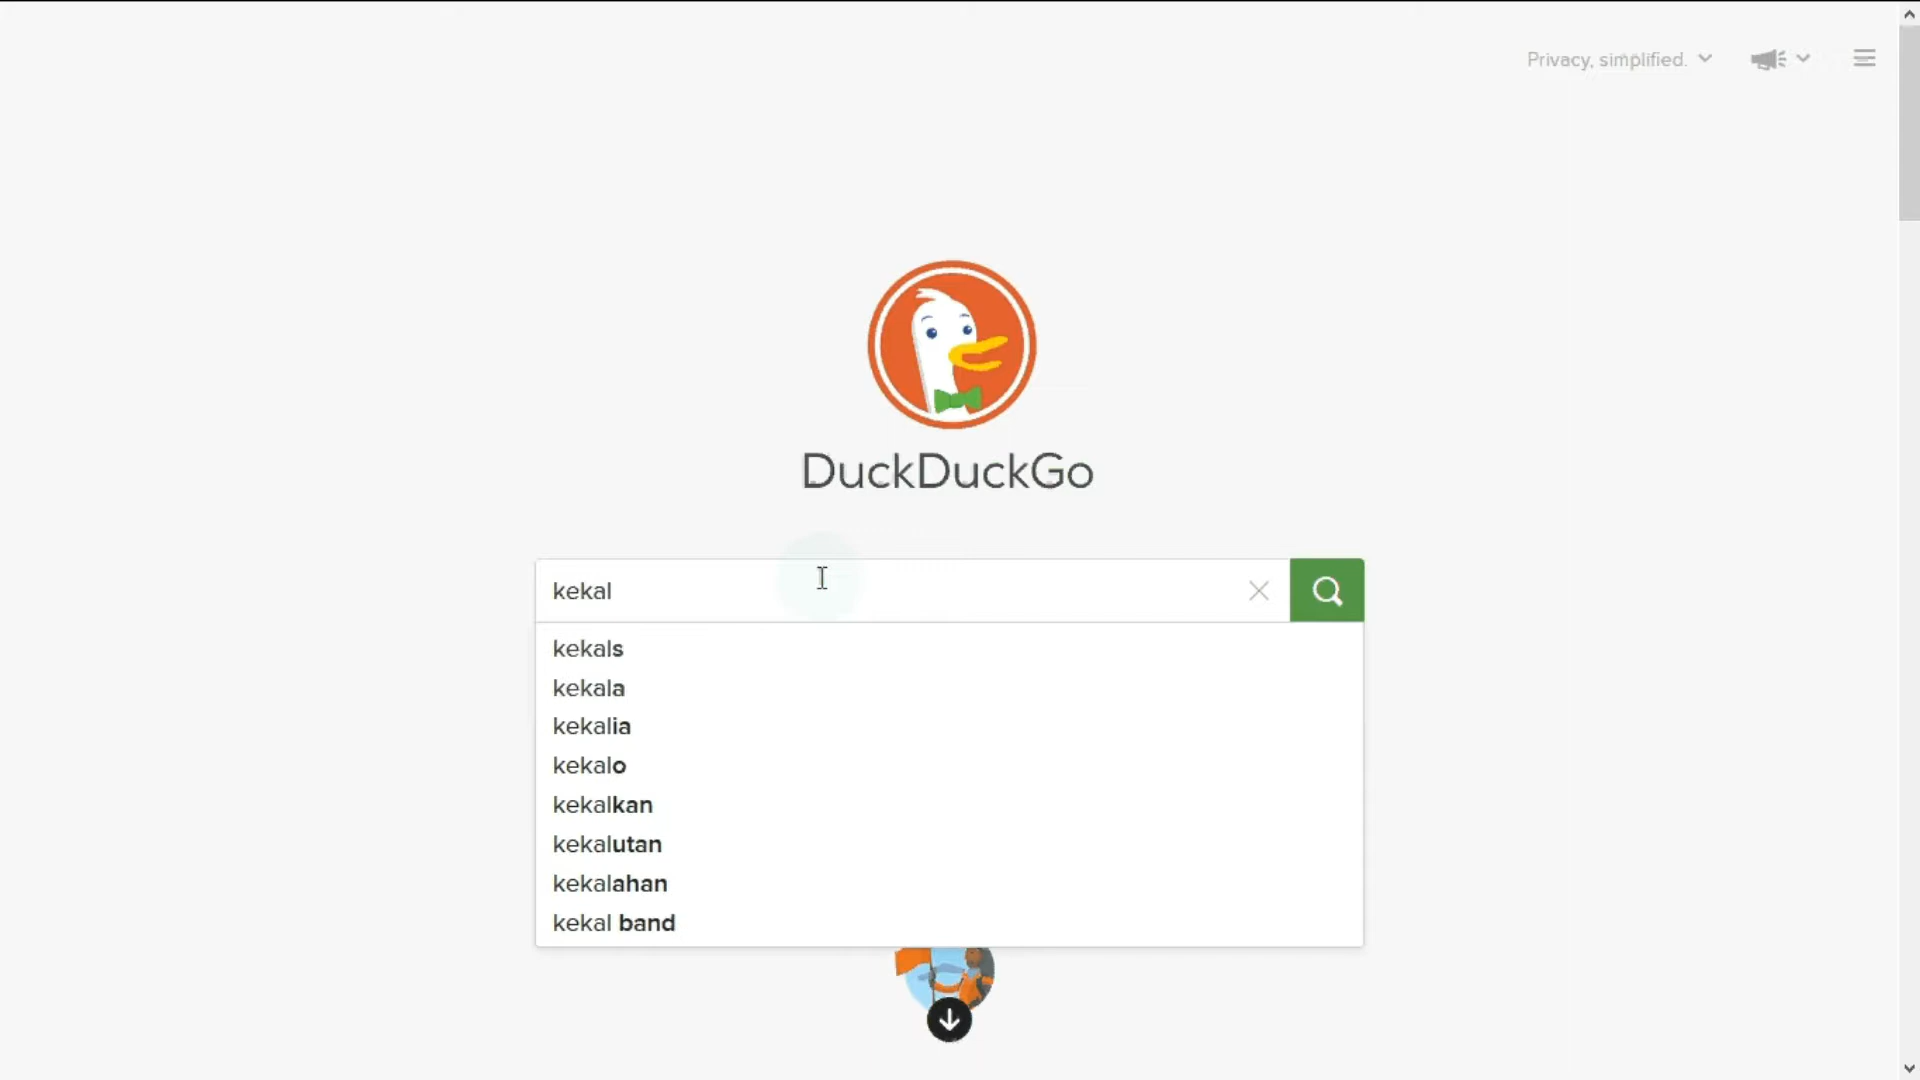 Privacy, simplified.
DuckDuckGo
kekal
kekals
kekala
kekalia
kekalo
kekalkan
kekalutan
kekalahan
kekal band